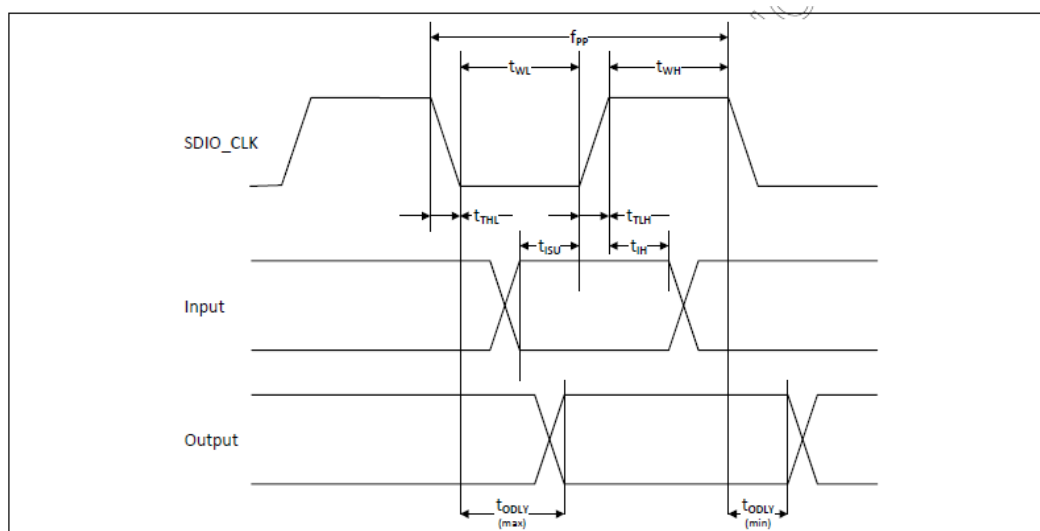 fPP
tWL
tWH
SDIO_CLK
tTHL
tTLH
tISU
tIH
Input
Output
tODLY
(max)
tODLY
(min)